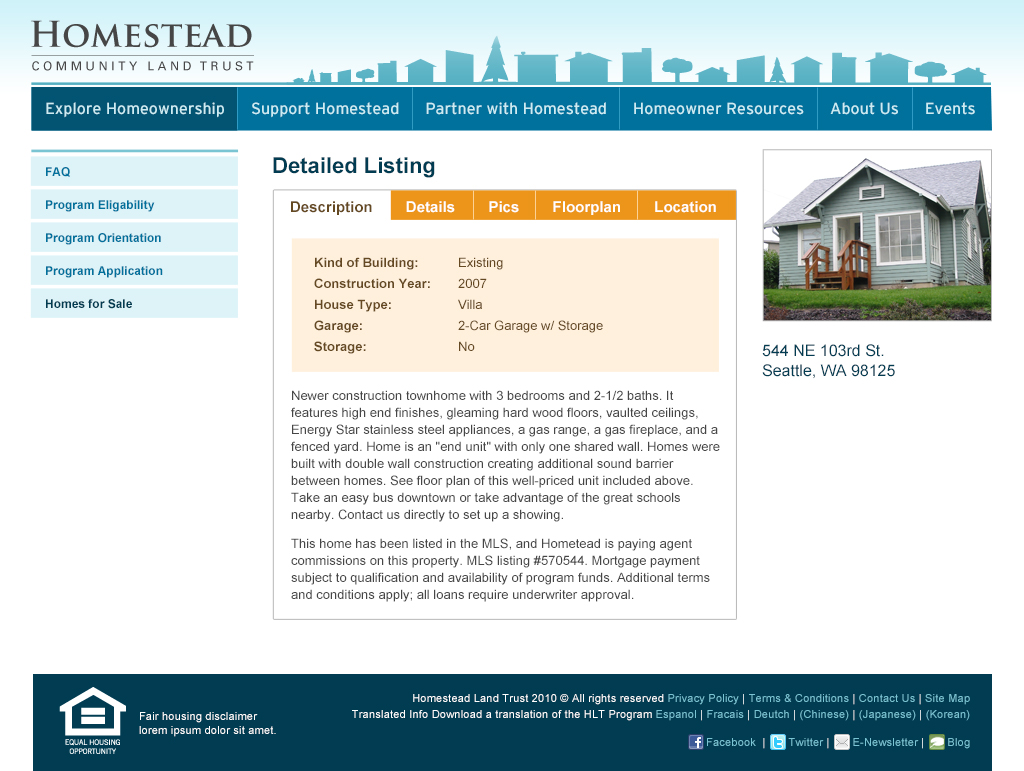 HOMESTEAD
COMMUNITY LAND TRUST
Explore Homeownership
Support Homestead
Partner with Homestead
Homeowner Resources
About Us
Events
FAQ
Program Eligability
Program Orientation
Program Application
Homes for Sale
Detailed Listing
Description
Details
Pics
Floorplan
Location
Kind of Building: Existing
Construction Year: 2007
House Type: Villa
Garage: 2-Car Garage w/ Storage
Storage: No
Newer construction townhome with 3 bedrooms and 2-1/2 baths. It
features high end finishes, gleaming hard wood floors, vaulted ceilings,
Energy Star stainless steel appliances, a gas range, a gas fireplace, and a
fenced yard. Home is an "end unit" with only one shared wall. Homes were
built with double wall construction creating additional sound barrier
between homes. See floor plan of this well-priced unit included above.
Take an easy bus downtown or take advantage of the great schools
nearby. Contact us directly to set up a showing.
This home has been listed in the MLS, and Hometead is paying agent
commissions on this property. MLS listing #570544. Mortgage payment
subject to qualification and availability of program funds. Additional terms
and conditions apply; all loans require underwriter approval.
544 NE 103rd St.
Seattle, WA 98125
EQUAL HOUSING
OPPORTUNITY
Fair housing disclaimer
lorem ipsum dolor sit amet.
Homestead Land Trust 2010 © All rights reserved Privacy Policy | Terms & Conditions | Contact Us | Site Map
Translated Info Download a translation of the HLT Program Espanol | Fracais | Deutch | (Chinese) | (Japanese) | (Korean)
Facebook | Twitter | E-Newsletter | Blog